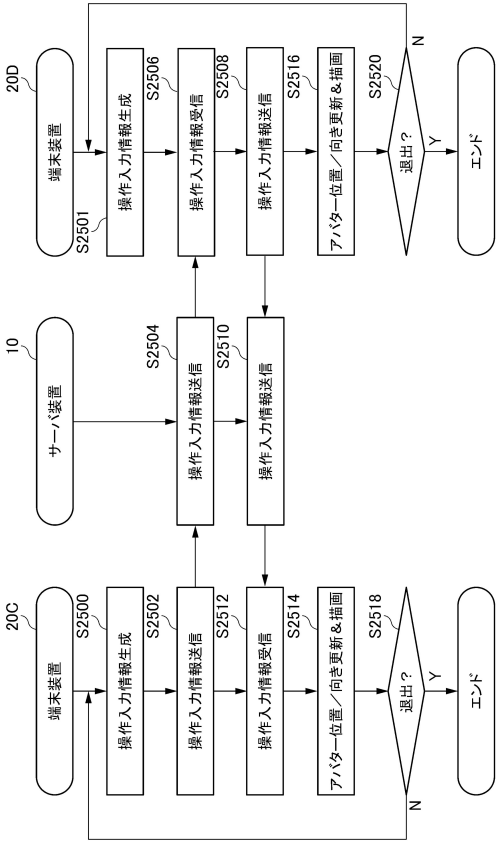 20C
端末装置
S2500
操作入力情報生成
S2502
操作入力情報送信
S2512
操作入力情報受信
S2514
アバター位置／向き更新＆描画
S2518
退出？
N
Y
エンド
10
サーバ装置
S2504
操作入力情報送信
S2510
操作入力情報送信
20D
端末装置
S2501
操作入力情報生成
S2506
操作入力情報受信
S2508
操作入力情報送信
S2516
アバター位置／向き更新＆描画
S2520
退出？
N
Y
エンド